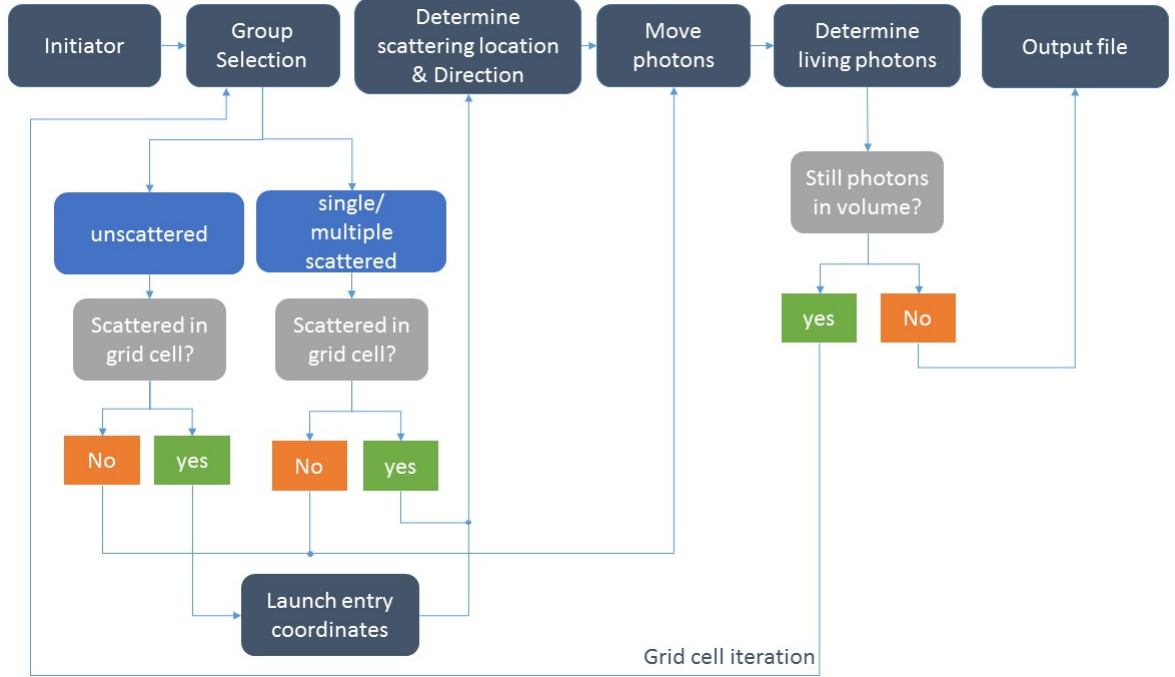 Initiator
Group
Selection
Determine
scattering location
& Direction
Move
photons
Determine
living photons
Output file
unscattered
single/
multiple
scattered
Still photons
in volume?
Scattered in
grid cell?
Scattered in
grid cell?
yes
No
No
yes
No
yes
Launch entry
coordinates
Grid cell iteration